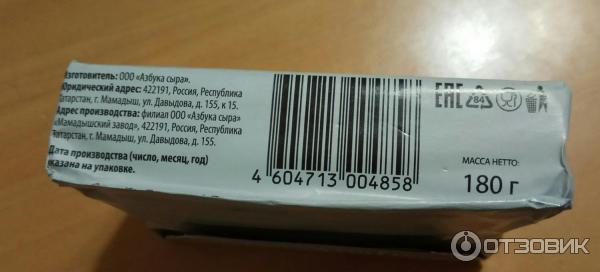 Изготовитель: ООО «Азбука сыра».
Юридический адрес: 422191, Россия, Республика
Татарстан, г. Мамадыш, ул. Давыдова, д. 155, к 15.
Адрес производства: филиал ООО «Азбука сыра»
«Мамадышский завод», 422191, Россия, Республика
Татарстан, г. Мамадыш, ул. Давыдова, д. 155.
Дата производства (число, месяц, год)
указана на упаковке.
4 604713 004858
ЕАС
84
МАССА НЕТТО:
180 г
ОТЗОВИК